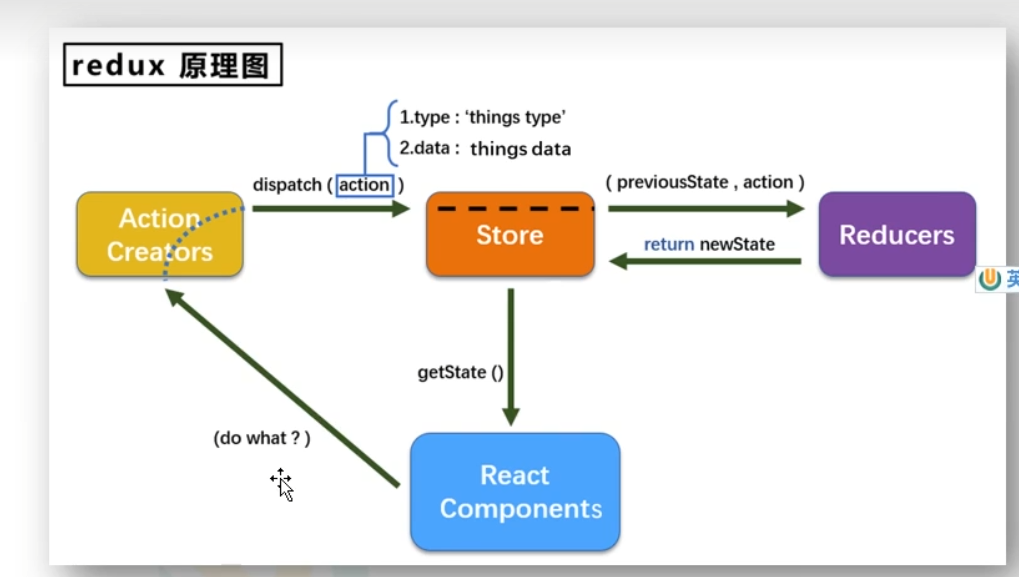 redux 原理图
1.type : ‘things type’
2.data : things data
dispatch ( action )
( previousState , action )
Action
Creators
Store
return newState
Reducers
U 英
getState ()
(do what ? )
React
Components